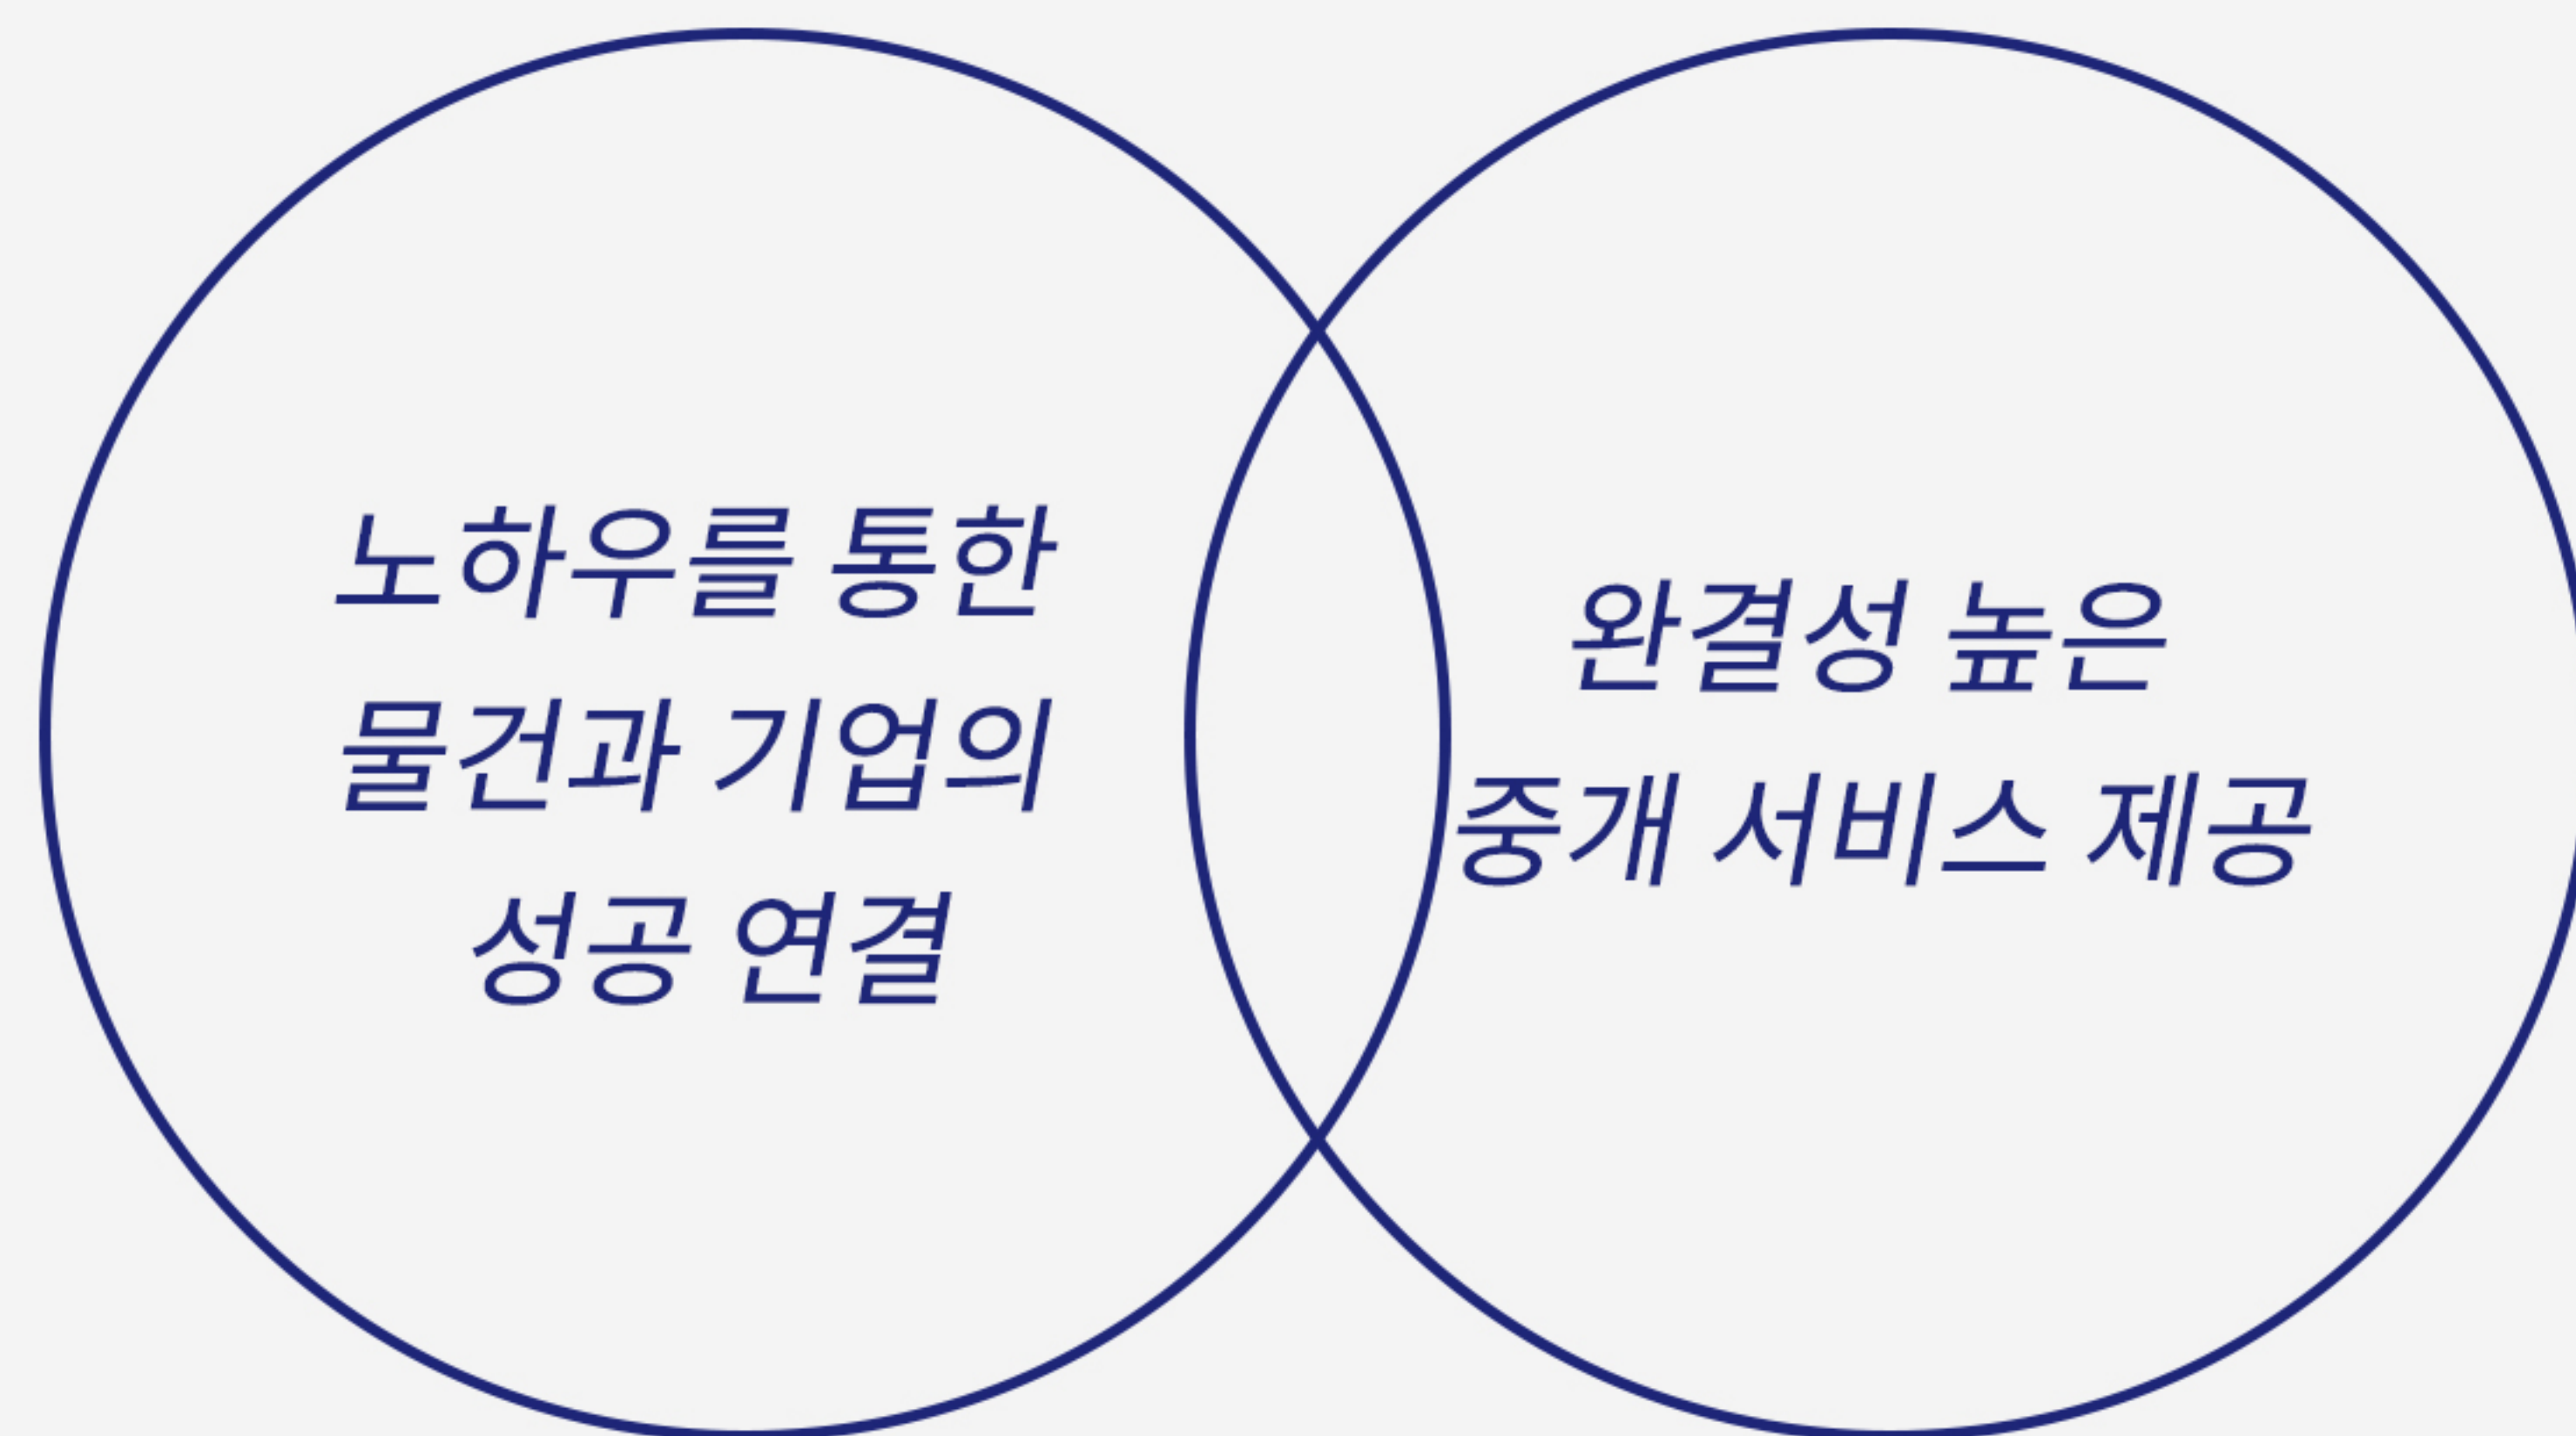 노하우를 통한
물건과 기업의
성공 연결
완결성 높은
중개 서비스 제공